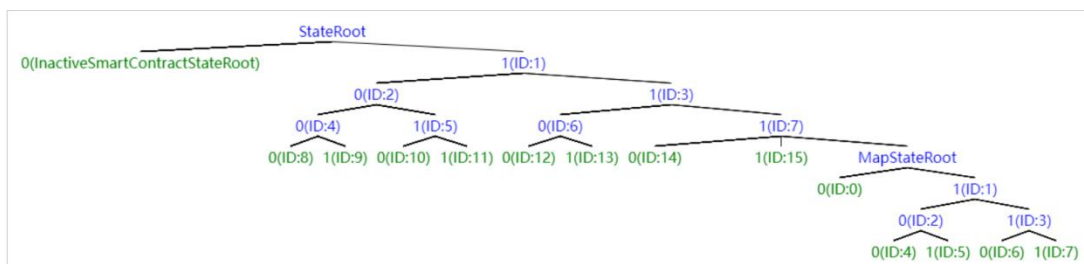 StateRoot
0(InactiveSmartContractStateRoot) 1(ID:1)
0(ID:2) 1(ID:3)
0(ID:4) 1(ID:5) 0(ID:6) 1(ID:7)
0(ID:8) 1(ID:9) 0(ID:10) 1(ID:11) 0(ID:12) 1(ID:13) 0(ID:14) 1(ID:15) MapStateRoot
0(ID:0) 1(ID:1)
0(ID:2) 1(ID:3)
0(ID:4) 1(ID:5) 0(ID:6) 1(ID:7)